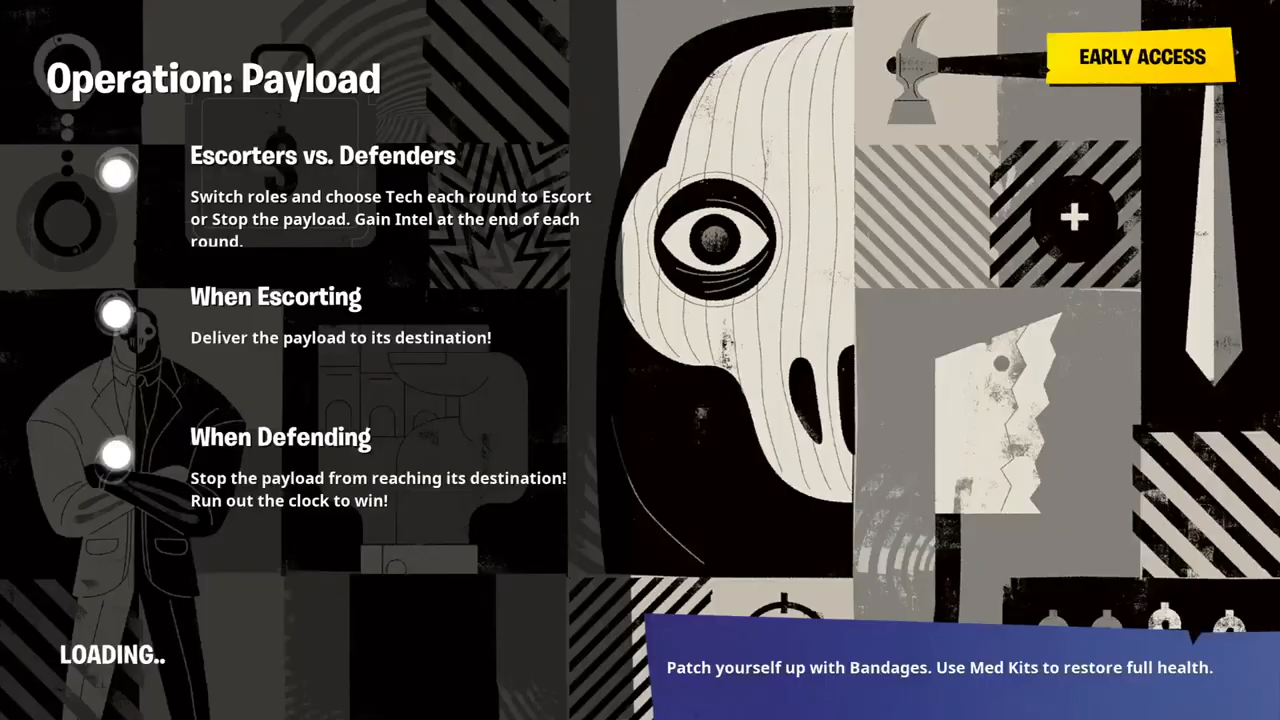 Operation: Payload
EARLY ACCESS
Escorters vs. Defenders
Switch roles and choose Tech each round to Escort
or Stop the payload. Gain Intel at the end of each
round.
When Escorting
Deliver the payload to its destination!
When Defending
Stop the payload from reaching its destination!
Run out the clock to win!
LOADING..
Patch yourself up with Bandages. Use Med Kits to restore full health.